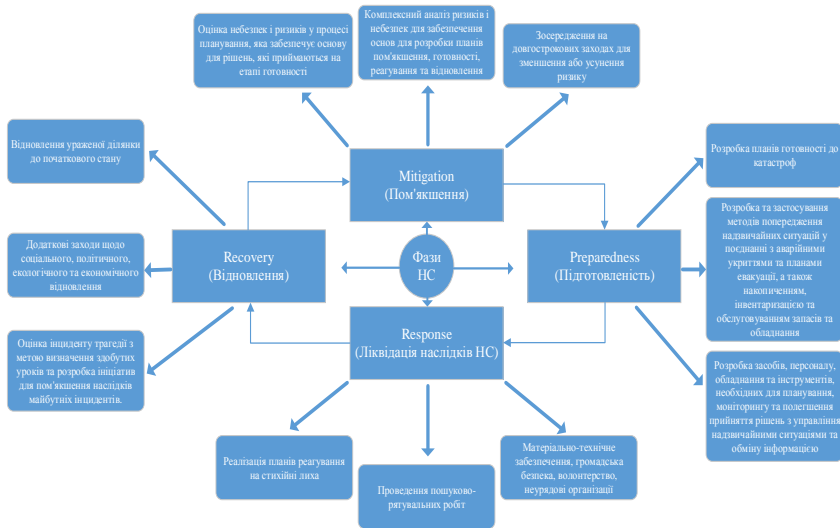 Оцінка небезпек і ризиків у процесі
планування, яка забезпечує основу
для рішень, які приймаються на
етапі готовності
Комплексний аналіз ризиків і
небезпек для забезпечення
основ для розробки планів
пом'якшення, готовності,
реагування та відновлення
Зосередження на
довгострокових заходах для
зменшення або усунення
ризику
Відновлення ураженої ділянки
до початкового стану
Mitigation
(Пом'якшення)
Розробка планів готовності до
катастроф
Додаткові заходи щодо
соціального, політичного,
екологічного та економічного
відновлення
Recovery
(Відновлення)
Фази
НС
Preparedness
(Підготовленість)
Розробка та застосування
методів попередження
надзвичайних ситуацій у
поєднанні з аварійними
укриттями та планами
евакуації, а також
накопиченням,
інвентаризацією та
обслуговуванням запасів та
обладнання
Оцінка інциденту трагедії з
метою визначення здобутих
уроків та розробка ініціатив
для пом'якшення наслідків
майбутніх інцидентів.
Response
(Ліквідація наслідків НС)
Розробка засобів, персоналу,
обладнання та інструментів,
необхідних для планування,
моніторингу та полегшення
прийняття рішень з управління
надзвичайними ситуаціями та
обміну інформацією
Реалізація планів реагування
на стихійні лиха
Проведення пошуково-
рятувальних робіт
Матеріально-технічне
забезпечення, громадська
безпека, волонтерство,
неурядові організації